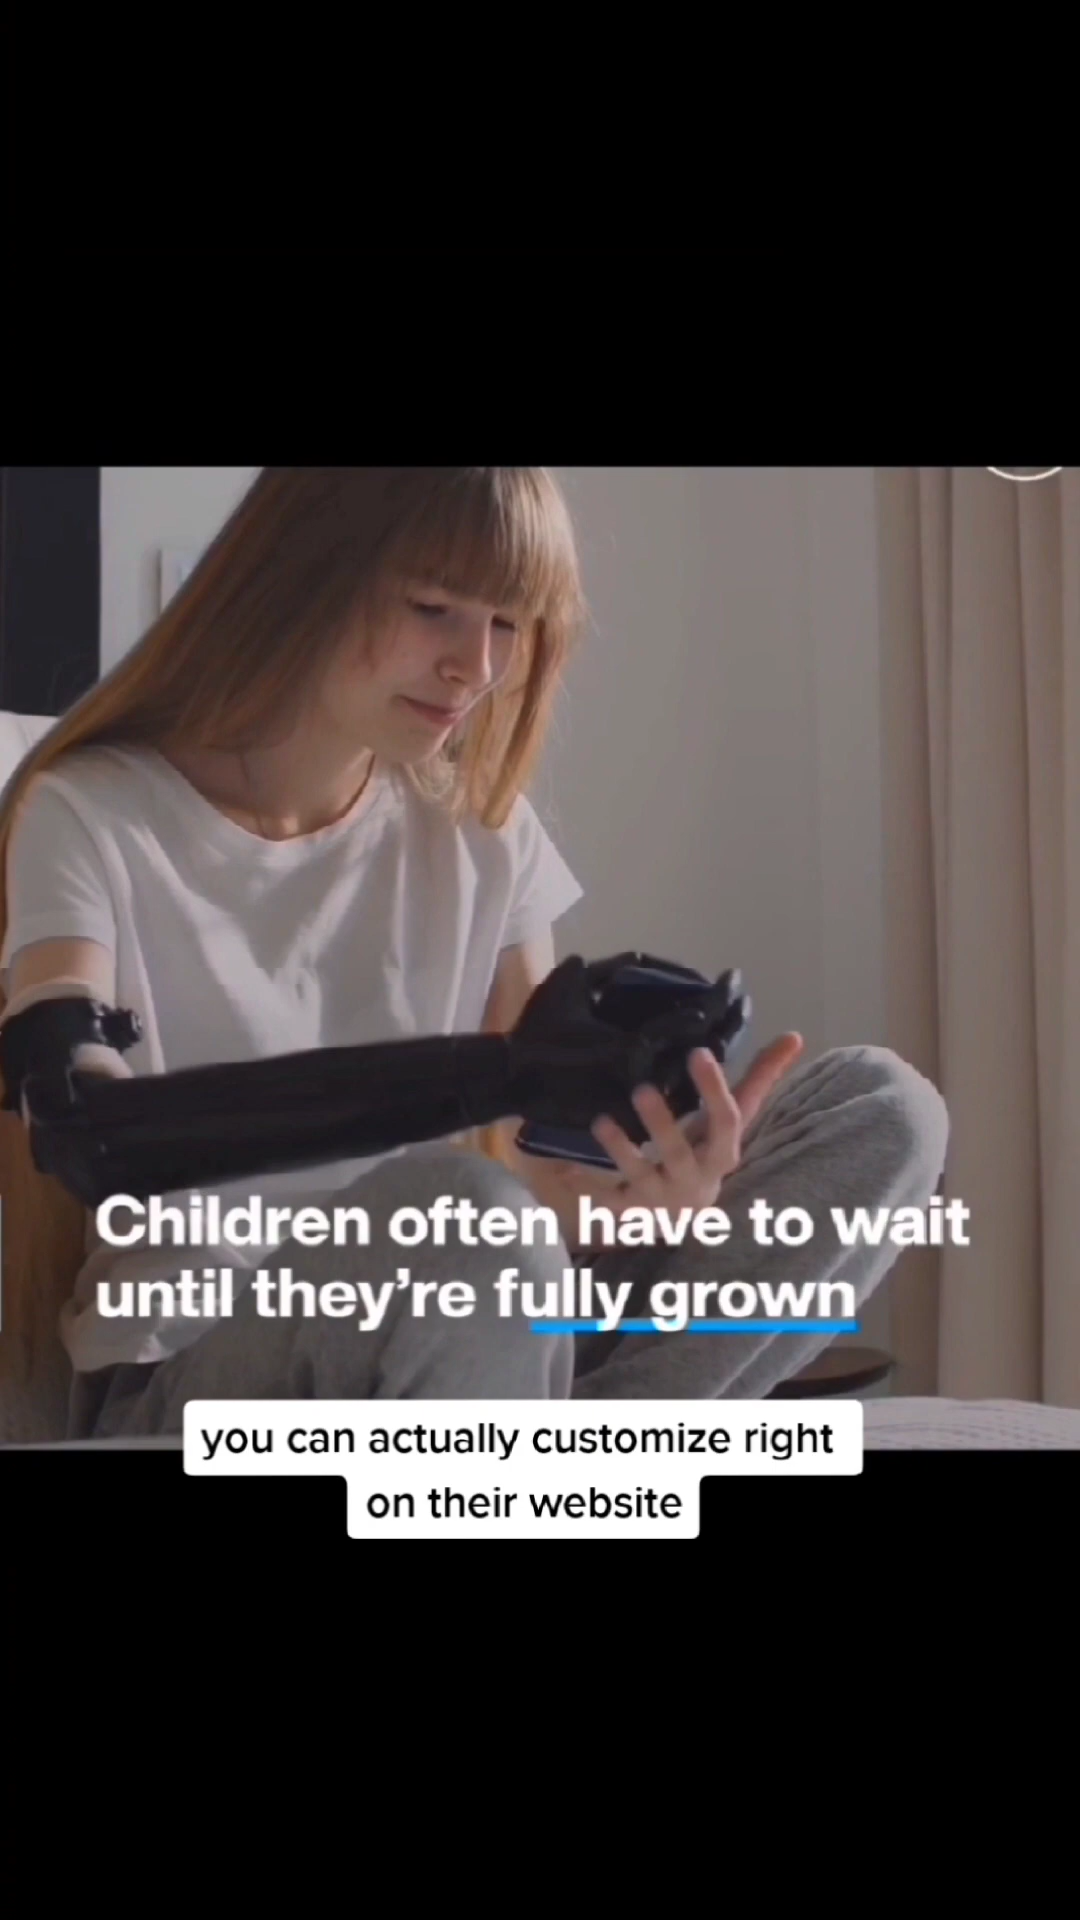 Children often have to wait
until they’re fully grown
you can actually customize right
on their website